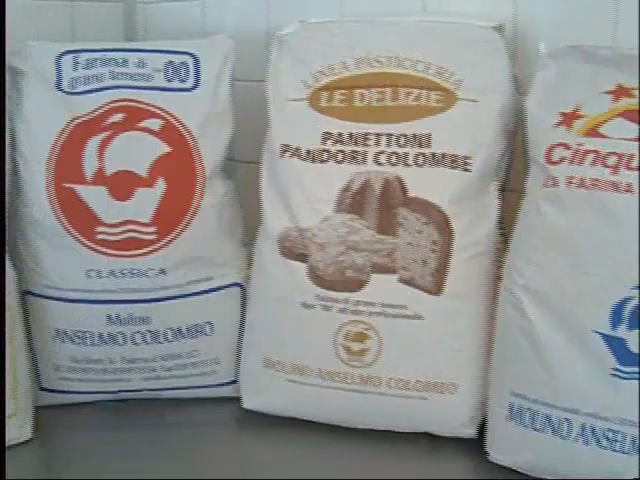 Farina di
grano tenero
00
CLASSICA
Molino
ANSELMO COLOMBO
LINEA PASTICCERIA
LE DELIZIE
PANETTONI
PANDORI COLOMBE
MOLINO ANSELMO COLOMBO
Cinqu
LA FARINA
MOLINO ANSELM